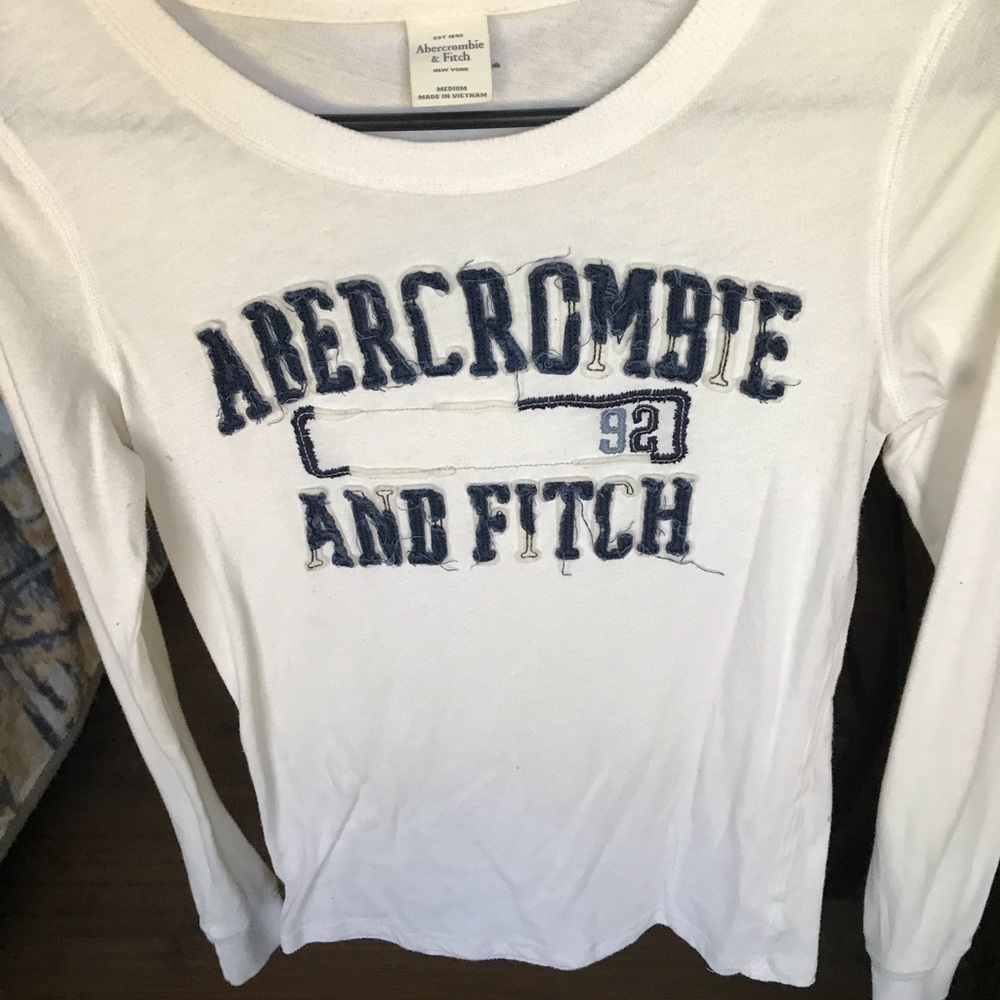 EST 1892
Abercrombie
& Fitch
NEW YORK
MEDIUM
MADE IN VIETNAM
ABERCROMBIE
92
AND FITCH